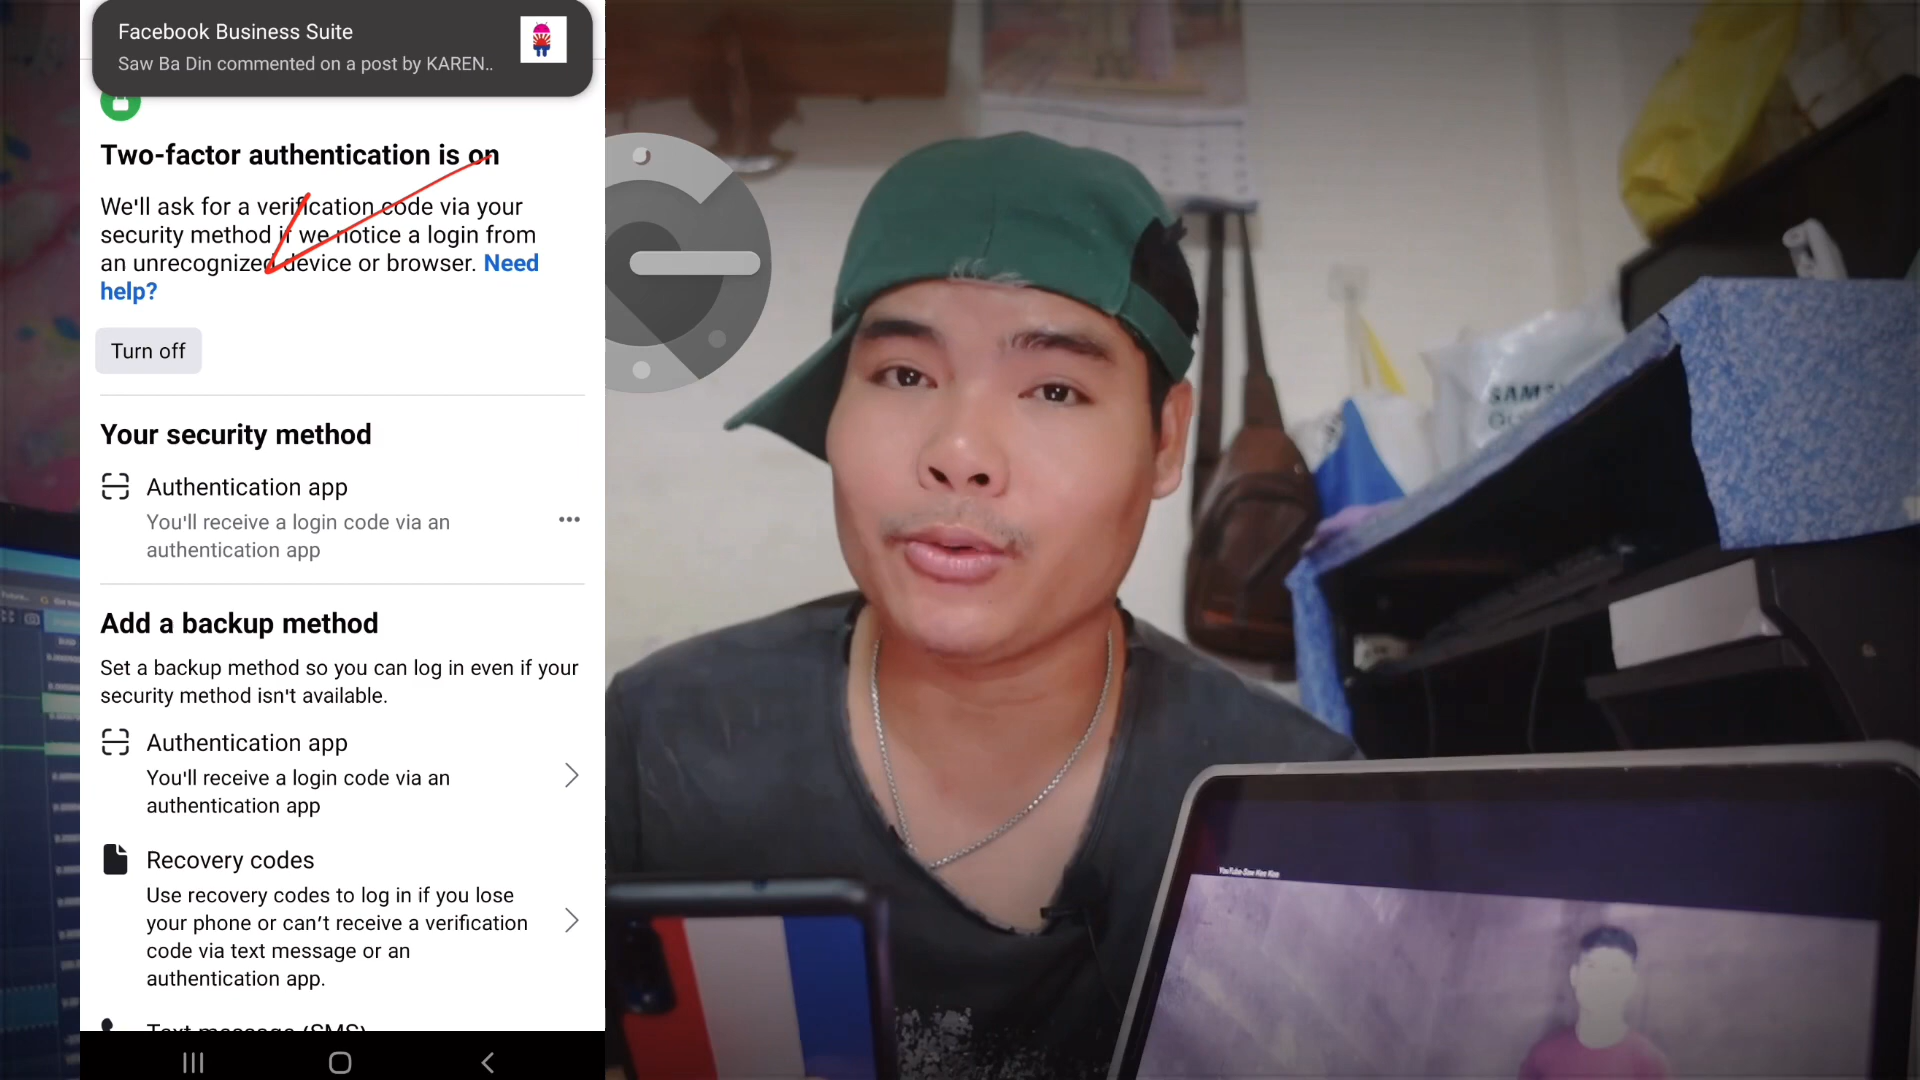 Facebook Business Suite
Saw Ba Din commented on a post by KAREN..
Two-factor authentication is on
We'll ask for a verification code via your
security method if we notice a login from
an unrecognized device or browser. Need
help?
Turn off
Your security method
Authentication app
You'll receive a login code via an
authentication app
Add a backup method
Set a backup method so you can log in even if your
security method isn't available.
Authentication app
You'll receive a login code via an
authentication app
Recovery codes
Use recovery codes to log in if you lose
your phone or can't receive a verification
code via text message or an
authentication app.
Text message (SMS)
SAMS